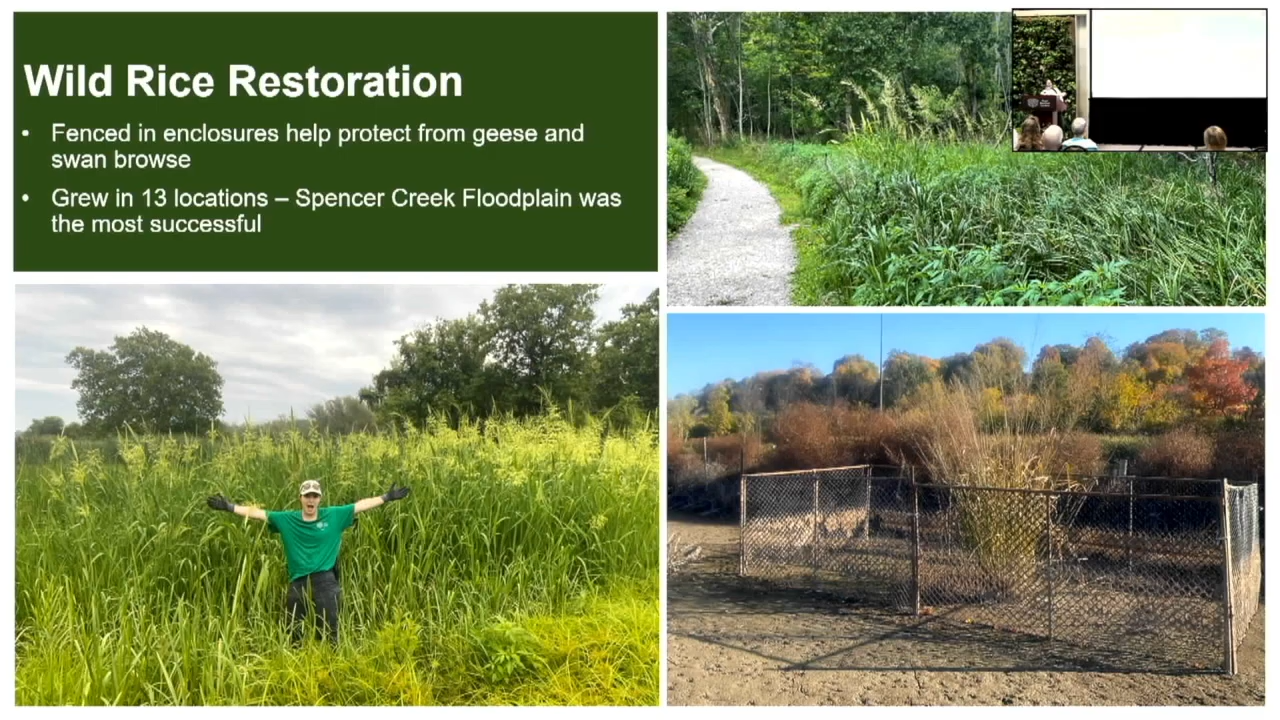 Wild Rice Restoration
• Fenced in enclosures help protect from geese and
swan browse
• Grew in 13 locations – Spencer Creek Floodplain was
the most successful